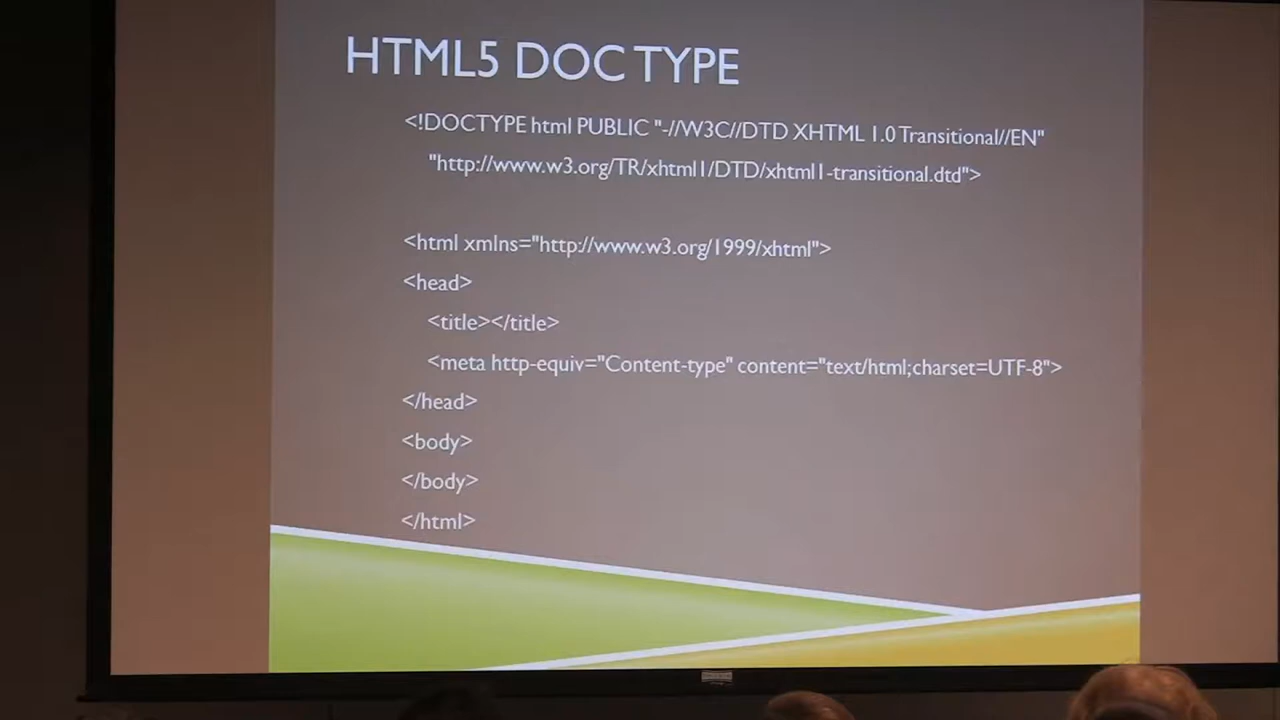 HTML5 DOC TYPE
<!DOCTYPE html PUBLIC "-//W3C//DTD XHTML 1.0 Transitional//EN"
"http://www.w3.org/TR/xhtml1/DTD/xhtml1-transitional.dtd">
<html xmlns="http://www.w3.org/1999/xhtml">
<head>
<title></title>
<meta http-equiv="Content-type" content="text/html;charset=UTF-8">
</head>
<body>
</body>
</html>